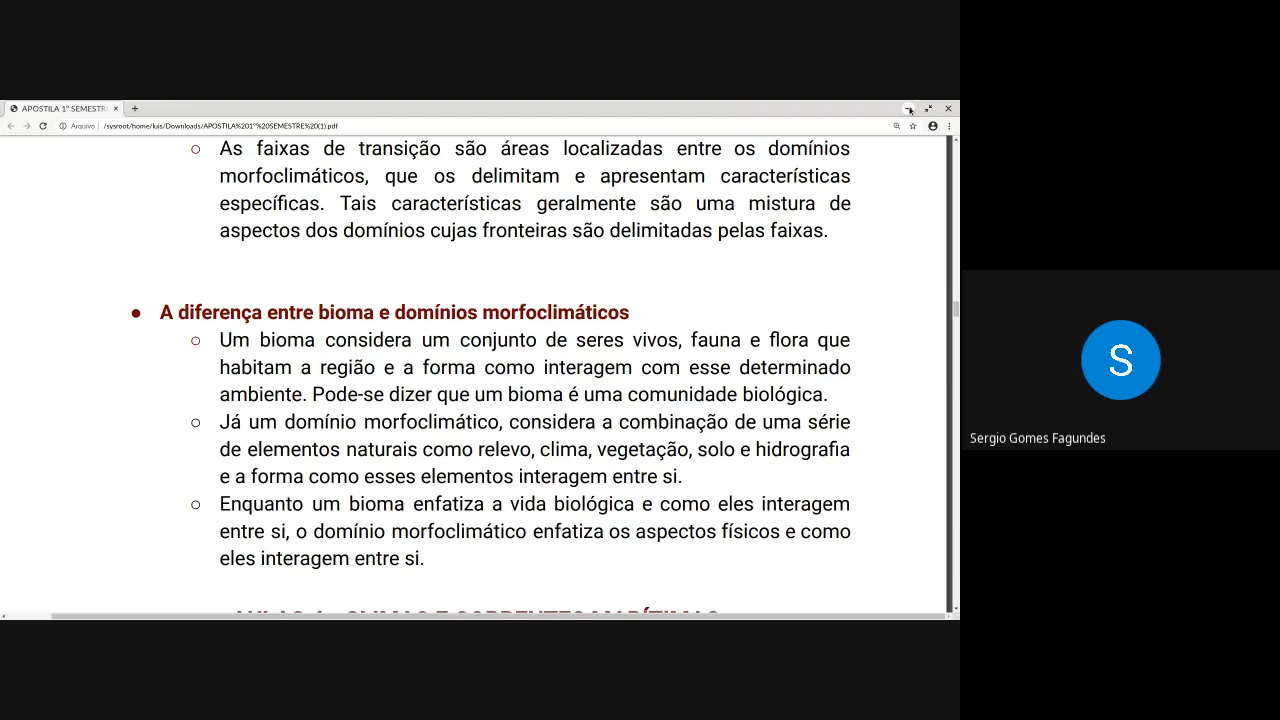 APOSTILA 1º SEMESTR
Arquivo
/sysroot/home/luis/Downloads/APOSTILA%201º%20SEMESTRE%20(1).pdf
As faixas de transição são áreas localizadas entre os domínios
morfoclimáticos, que os delimitam e apresentam características
específicas. Tais características geralmente são uma mistura de
aspectos dos domínios cujas fronteiras são delimitadas pelas faixas.
A diferença entre bioma e domínios morfoclimáticos
Um bioma considera um conjunto de seres vivos, fauna e flora que
habitam a região e a forma como interagem com esse determinado
ambiente. Pode-se dizer que um bioma é uma comunidade biológica.
Já um domínio morfoclimático, considera a combinação de uma série
de elementos naturais como relevo, clima, vegetação, solo e hidrografia
e a forma como esses elementos interagem entre si.
Enquanto um bioma enfatiza a vida biológica e como eles interagem
entre si, o domínio morfoclimático enfatiza os aspectos físicos e como
eles interagem entre si.
S
Sergio Gomes Fagundes